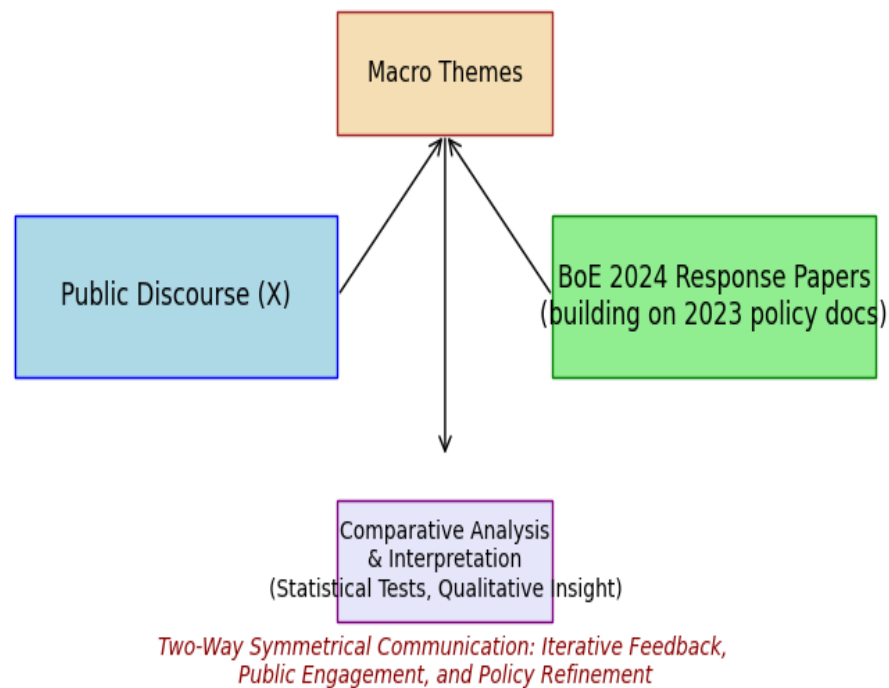 Macro Themes
Public Discourse (X)
BoE 2024 Response Papers
(building on 2023 policy docs)
Comparative Analysis
& Interpretation
(Statistical Tests, Qualitative Insight)
Two-Way Symmetrical Communication: Iterative Feedback,
Public Engagement, and Policy Refinement